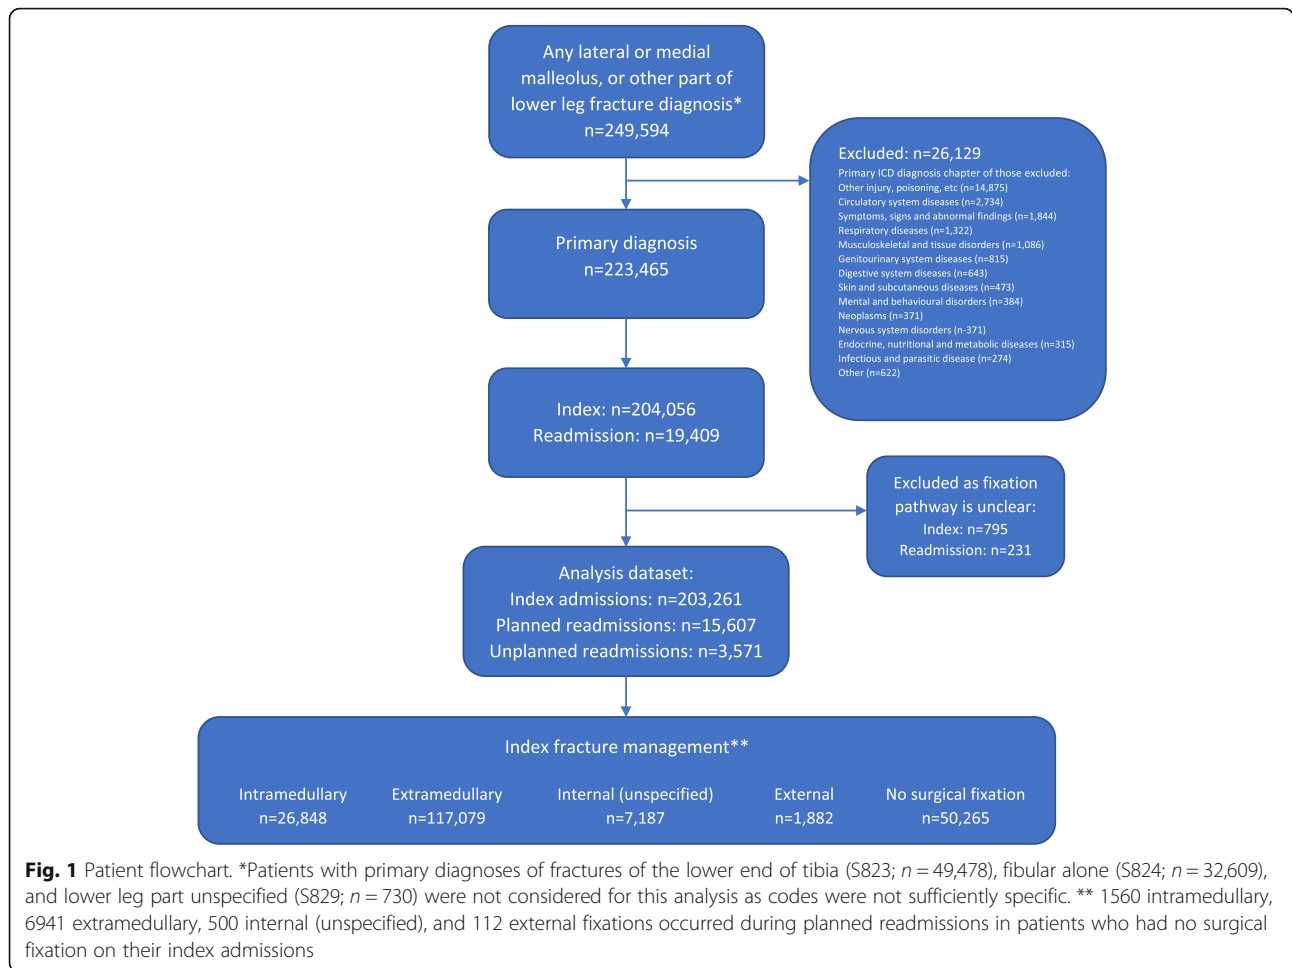 Any lateral or medial
malleolus, or other part of
lower leg fracture diagnosis*
n=249,594
Excluded: n=26,129
Primary ICD diagnosis chapter of those excluded:
Other injury, poisoning, etc (n=14,875)
Circulatory system diseases (n=2,734)
Symptoms, signs and abnormal findings (n=1,844)
Respiratory diseases (n=1,322)
Musculoskeletal and tissue disorders (n=1,086)
Genitourinary system diseases (n=815)
Digestive system diseases (n=643)
Skin and subcutaneous diseases (n=473)
Mental and behavioural disorders (n=384)
Neoplasms (n=371)
Nervous system disorders (n-371)
Endocrine, nutritional and metabolic diseases (n=315)
Infectious and parasitic disease (n=274)
Other (n=622)
Primary diagnosis
n=223,465
Index: n=204,056
Readmission: n=19,409
Excluded as fixation
pathway is unclear:
Index: n=795
Readmission: n=231
Analysis dataset:
Index admissions: n=203,261
Planned readmissions: n=15,607
Unplanned readmissions: n=3,571
Index fracture management**
Intramedullary Extramedullary Internal (unspecified) External No surgical fixation
n=26,848 n=117,079 n=7,187 n=1,882 n=50,265
Fig. 1 Patient flowchart. *Patients with primary diagnoses of fractures of the lower end of tibia (S823; n = 49,478), fibular alone (S824; n = 32,609),
and lower leg part unspecified (S829; n = 730) were not considered for this analysis as codes were not sufficiently specific. ** 1560 intramedullary,
6941 extramedullary, 500 internal (unspecified), and 112 external fixations occurred during planned readmissions in patients who had no surgical
fixation on their index admissions